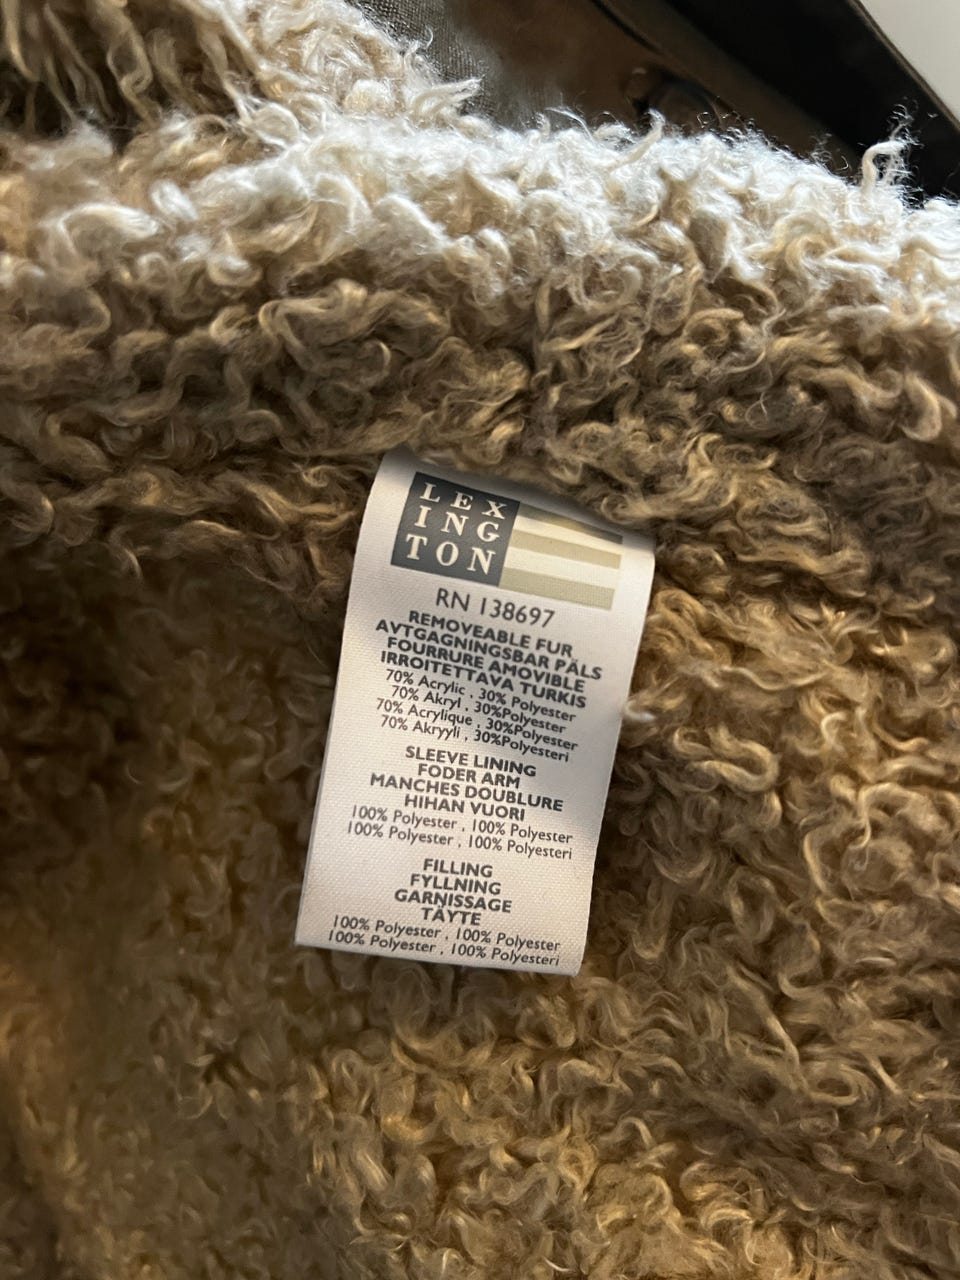 LEX
ING
TON
RN 138697
REMOVEABLE FUR
AVTGAGNINGSBAR PÄLS
FOURRURE AMOVIBLE
IRROITETTAVA TURKIS
70% Acrylic , 30% Polyester
70% Akryl , 30%Polyester
70% Acrylique , 30%Polyester
70% Akryyli , 30%Polyesteri
SLEEVE LINING
FODER ARM
MANCHES DOUBLURE
HIHAN VUORI
100% Polyester , 100% Polyester
100% Polyester , 100% Polyesteri
FILLING
FYLLNING
GARNISSAGE
TÄYTE
100% Polyester , 100% Polyester
100% Polyester , 100% Polyesteri